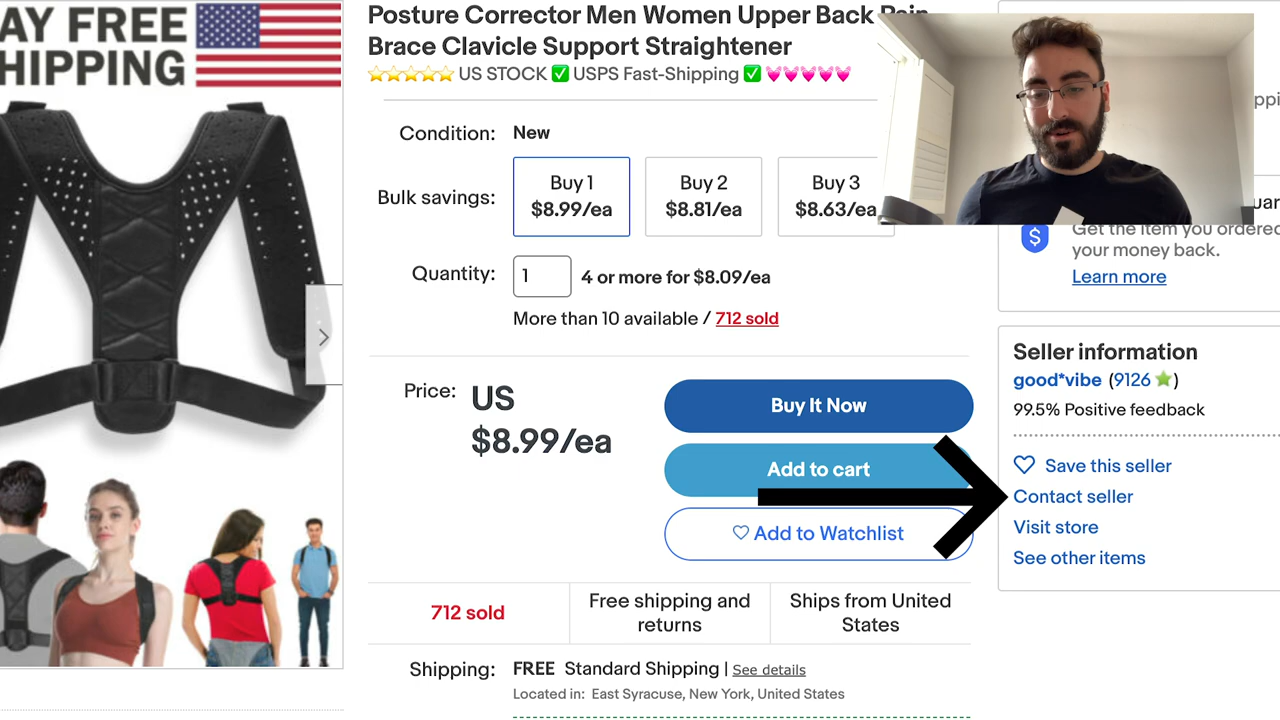 AY FREE
HIPPING
Posture Corrector Men Women Upper Back Pain
Brace Clavicle Support Straightener
US STOCK ✅ USPS Fast-Shipping ✅
Condition: New
Bulk savings:
Buy 1
$8.99/ea
Buy 2
$8.81/ea
Buy 3
$8.63/ea
Quantity: 1 4 or more for $8.09/ea
More than 10 available / 712 sold
Price: US
$8.99/ea
Buy It Now
Add to cart
Add to Watchlist
712 sold
Free shipping and
returns
Ships from United
States
Shipping: FREE Standard Shipping | See details
Located in: East Syracuse, New York, United States
Get the item you ordered
your money back.
Learn more
Seller information
good*vibe (9126)
99.5% Positive feedback
Save this seller
Contact seller
Visit store
See other items